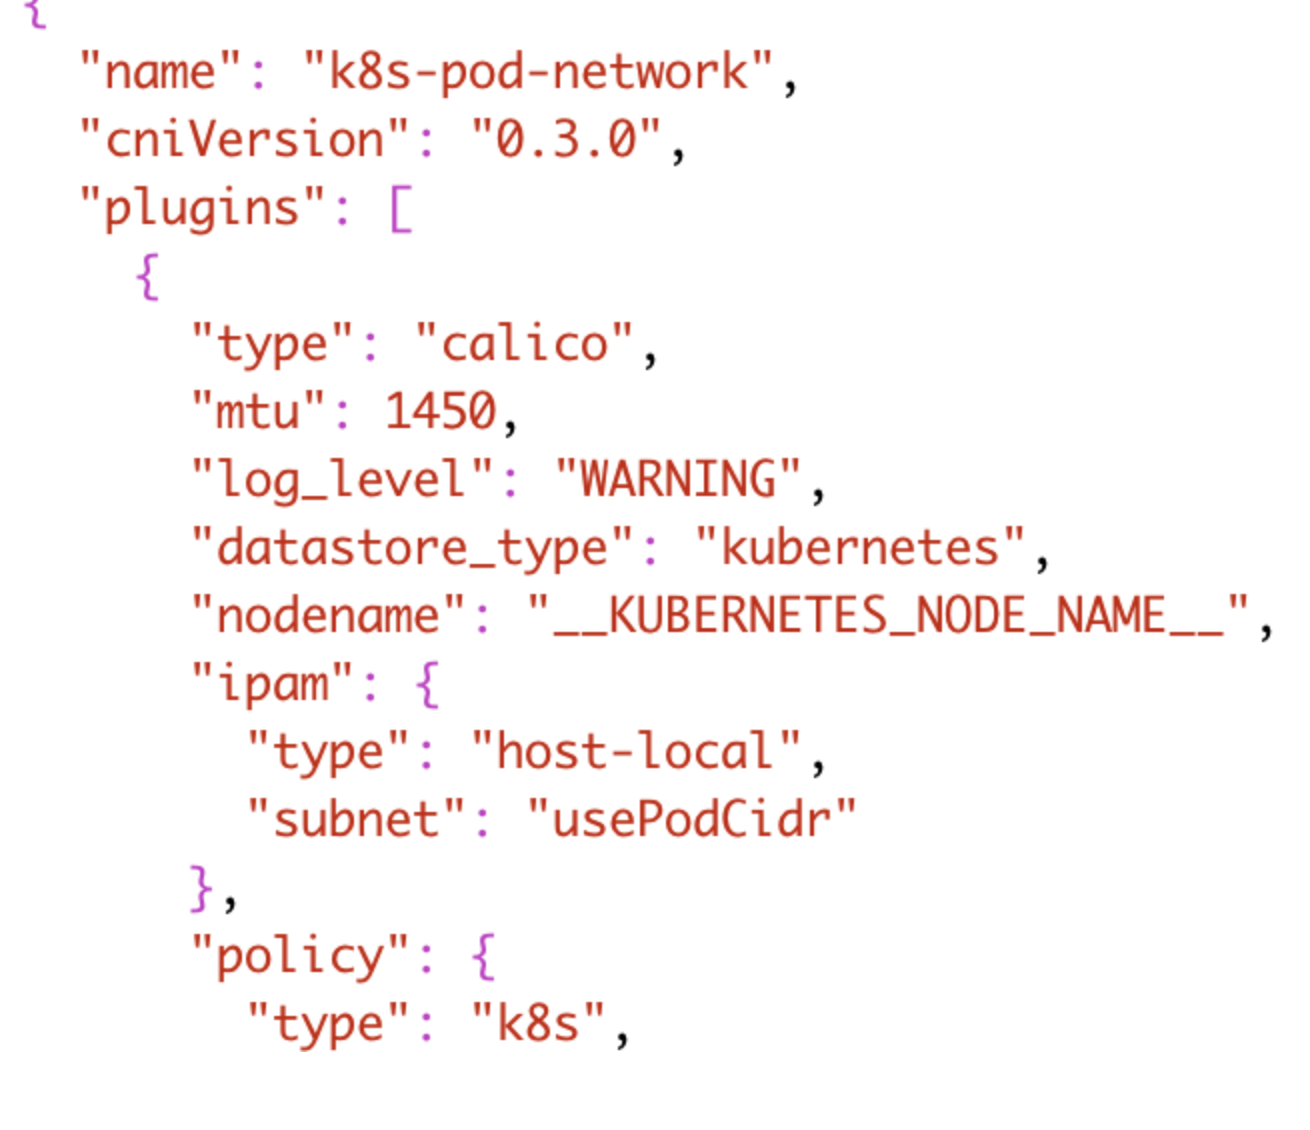 {
"name": "k8s-pod-network",
"cniVersion": "0.3.0",
"plugins": [
{
"type": "calico",
"mtu": 1450,
"log_level": "WARNING",
"datastore_type": "kubernetes",
"nodename": "__KUBERNETES_NODE_NAME__",
"ipam": {
"type": "host-local",
"subnet": "usePodCidr"
},
"policy": {
"type": "k8s",